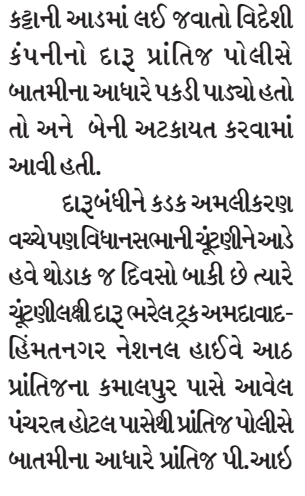 કટ્ટાની આડમાં લઈ જવાતો વિદેશી
કંપનીનો દારૂ પ્રાંતિજ પોલીસે
બાતમીના આધારે પકડી પાડ્યો હતો
તો અને બેની અટકાયત કરવામાં
આવી હતી.
દારૂબંધીને કડક અમલીકરણ
વચ્ચે પણ વિધાનસભાની ચૂંટણીને આડે
હવે થોડાક જ દિવસો બાકી છે ત્યારે
ચૂંટણીલક્ષી દારૂ ભરેલ ટ્રક અમદાવાદ-
હિંમતનગર નેશનલ હાઈવે આઠ
પ્રાંતિજના કમાલપુર પાસે આવેલ
પંચરત્ન હોટલ પાસેથી પ્રાંતિજ પોલીસે
બાતમીના આધારે પ્રાંતિજ પી.આઇ